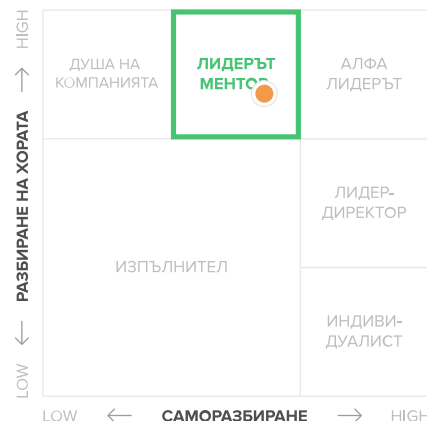 HIGH
ДУША НА
КОМПАНИЯТА
ЛИДЕРЪТ
МЕНТОР
АЛФА
ЛИДЕРЪТ
РАЗБИРАНЕ НА ХОРАТА
ЛИДЕР-
ДИРЕКТОР
ИЗПЪЛНИТЕЛ
ИНДИВИ-
ДУАЛИСТ
LOW
LOW
САМОРАЗБИРАНЕ
HIGH